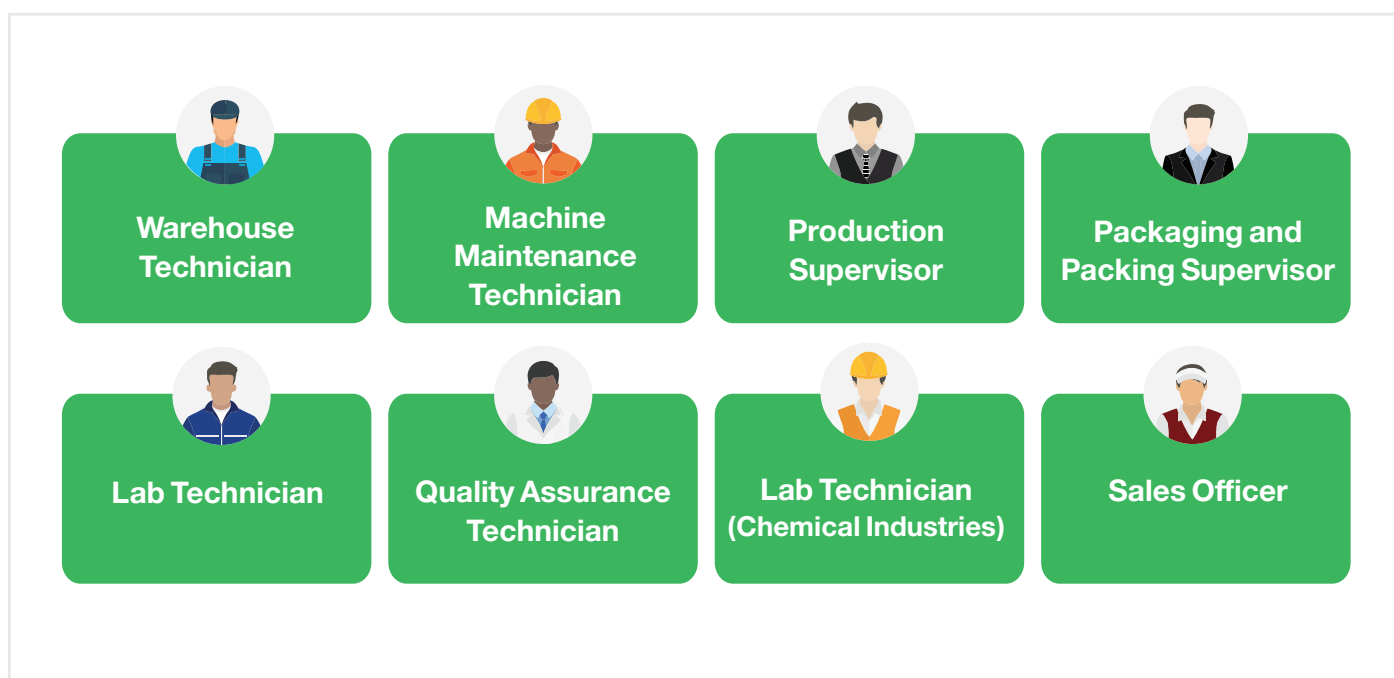 Warehouse
Technician
Machine
Maintenance
Technician
Production
Supervisor
Packaging and
Packing Supervisor
Lab Technician
Quality Assurance
Technician
Lab Technician
(Chemical Industries)
Sales Officer